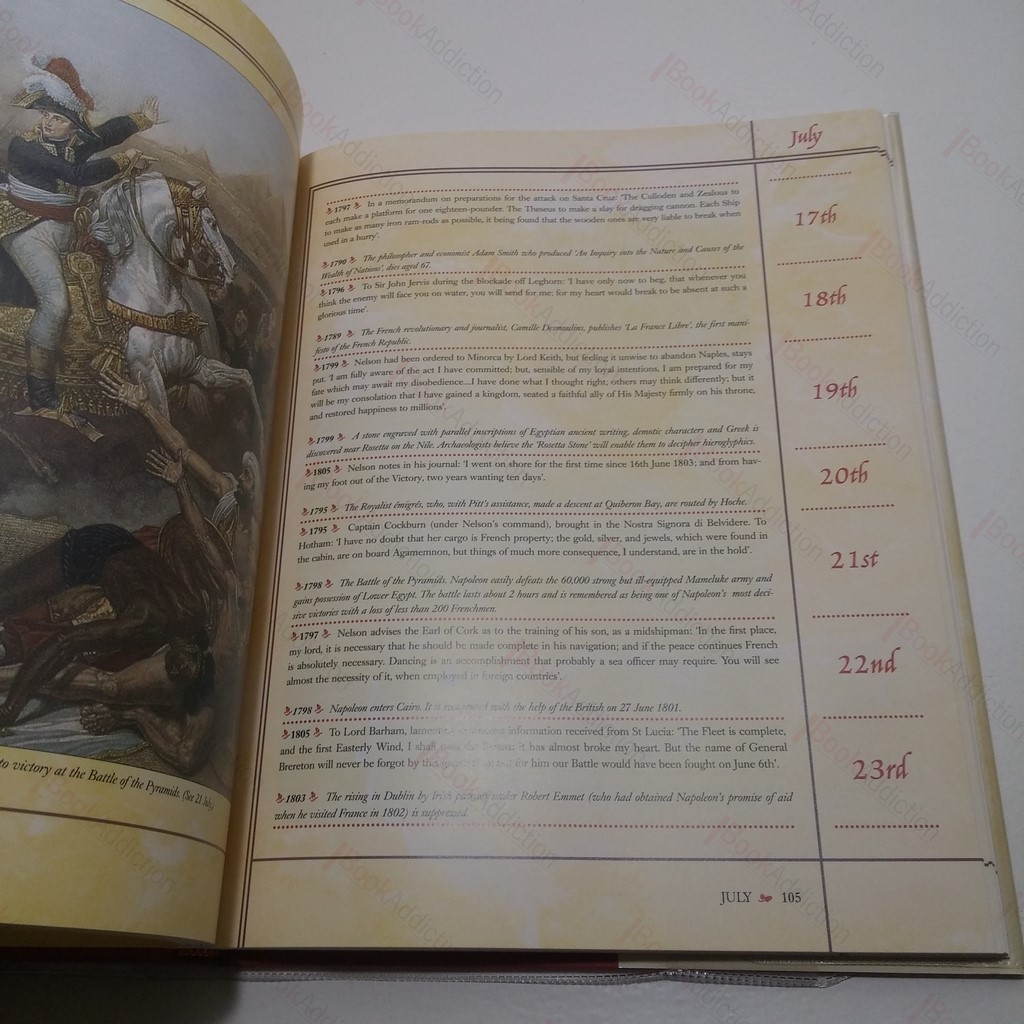 July
1797 In a memorandum on preparations for the attack on Santa Cruz: 'The Culloden and Zealous to
each make a platform for one eighteen-pounder. The Theseus to make a slay for dragging cannon. Each Ship
to make as many iron ram-rods as possible, it being found that the wooden ones are very liable to break when
used in a hurry'.
17th
1790 The philosopher and economist Adam Smith who produced 'An Inquiry into the Nature and Causes of the
Wealth of Nations', dies aged 67.
1796 To Sir John Jervis during the blockade off Leghorn: 'I have only now to beg, that whenever you
think the enemy will face you on water, you will send for me; for my heart would break to be absent at such a
glorious time'.
18th
1789 The French revolutionary and journalist, Camille Desmoulins, publishes 'La France Libre', the first mani-
festo of the French Republic.
1799 Nelson had been ordered to Minorca by Lord Keith, but feeling it unwise to abandon Naples, stays
put. 'I am fully aware of the act I have committed; but, sensible of my loyal intentions, I am prepared for my
fate which may await my disobedience...I have done what I thought right; others may think differently; but it
will be my consolation that I have gained a kingdom, seated a faithful ally of His Majesty firmly on his throne,
and restored happiness to millions'.
19th
1799 A stone engraved with parallel inscriptions of Egyptian ancient writing, demotic characters and Greek is
discovered near Rosetta on the Nile. Archaeologists believe the 'Rosetta Stone' will enable them to decipher hieroglyphics.
1805 Nelson notes in his journal: 'I went on shore for the first time since 16th June 1803; and from hav-
ing my foot out of the Victory, two years wanting ten days'.
20th
1795 The Royalist émigrés, who, with Pitt's assistance, made a descent at Quiberon Bay, are routed by Hoche.
1795 Captain Cockburn (under Nelson's command), brought in the Nostra Signora di Belvidere. To
Hotham: 'I have no doubt that her cargo is French property; the gold, silver, and jewels, which were found in
the cabin, are on board Agamemnon, but things of much more consequence, I understand, are in the hold'.
21st
1798 The Battle of the Pyramids. Napoleon easily defeats the 60,000 strong but ill-equipped Mameluke army and
gains possession of Lower Egypt. The battle lasts about 2 hours and is remembered as being one of Napoleon's most deci-
sive victories with a loss of less than 200 Frenchmen.
1797 Nelson advises the Earl of Cork as to the training of his son, as a midshipman: 'In the first place,
my lord, it is necessary that he should be made complete in his navigation; and if the peace continues French
is absolutely necessary. Dancing is an accomplishment that probably a sea officer may require. You will see
almost the necessity of it, when employed in foreign countries'.
22nd
1798 Napoleon enters Cairo. It is with the help of the British on 27 June 1801.
1805 To Lord Barham, information received from St Lucia: 'The Fleet is complete,
and the first Easterly Wind, I shall it has almost broke my heart. But the name of General
Brereton will never be forgot by this for him our Battle would have been fought on June 6th'.
23rd
1803 The rising in Dublin by Irish under Robert Emmet (who had obtained Napoleon's promise of aid
when he visited France in 1802) is suppressed.
JULY 105
to victory at the Battle of the Pyramids. (See 21 July)
BookAddiction